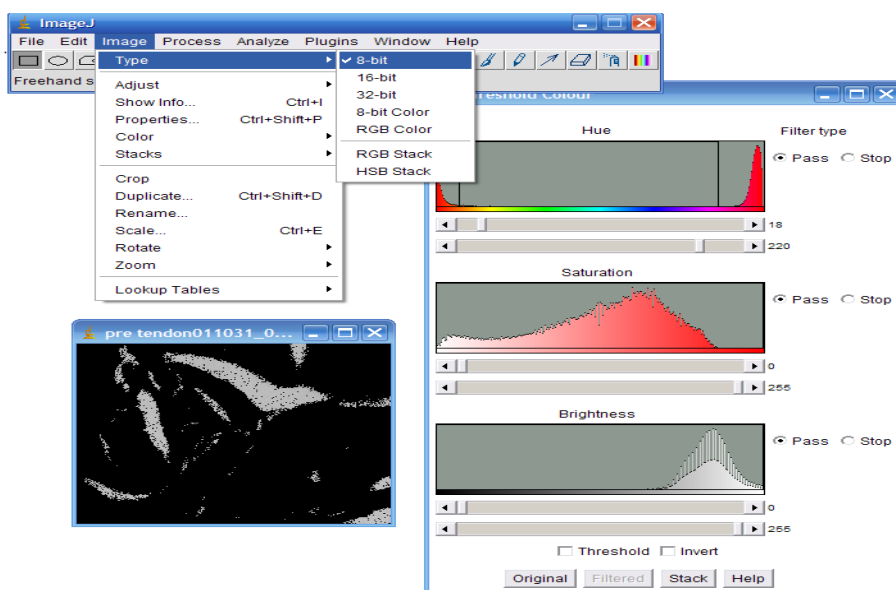 ImageJ
File Edit Image Process Analyze Plugins Window Help
Freehand s
Type
Adjust
Show Info... Ctrl+I
Properties... Ctrl+Shift+P
Color
Stacks
Crop
Duplicate... Ctrl+Shift+D
Rename...
Scale... Ctrl+E
Rotate
Zoom
Lookup Tables
8-bit
16-bit
32-bit
8-bit Color
RGB Color
RGB Stack
HSB Stack
pre tendon011031_0...
Threshold Colour
Hue
Filter type
Pass Stop
18
220
Saturation
Pass Stop
0
255
Brightness
Pass Stop
0
255
Threshold Invert
Original Filtered Stack Help